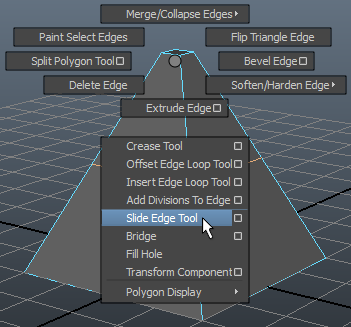 Merge/Collapse Edges
Paint Select Edges
Flip Triangle Edge
Split Polygon Tool
Bevel Edge
Delete Edge
Soften/Harden Edge
Extrude Edge
Crease Tool
Offset Edge Loop Tool
Insert Edge Loop Tool
Add Divisions To Edge
Slide Edge Tool
Bridge
Fill Hole
Transform Component
Polygon Display